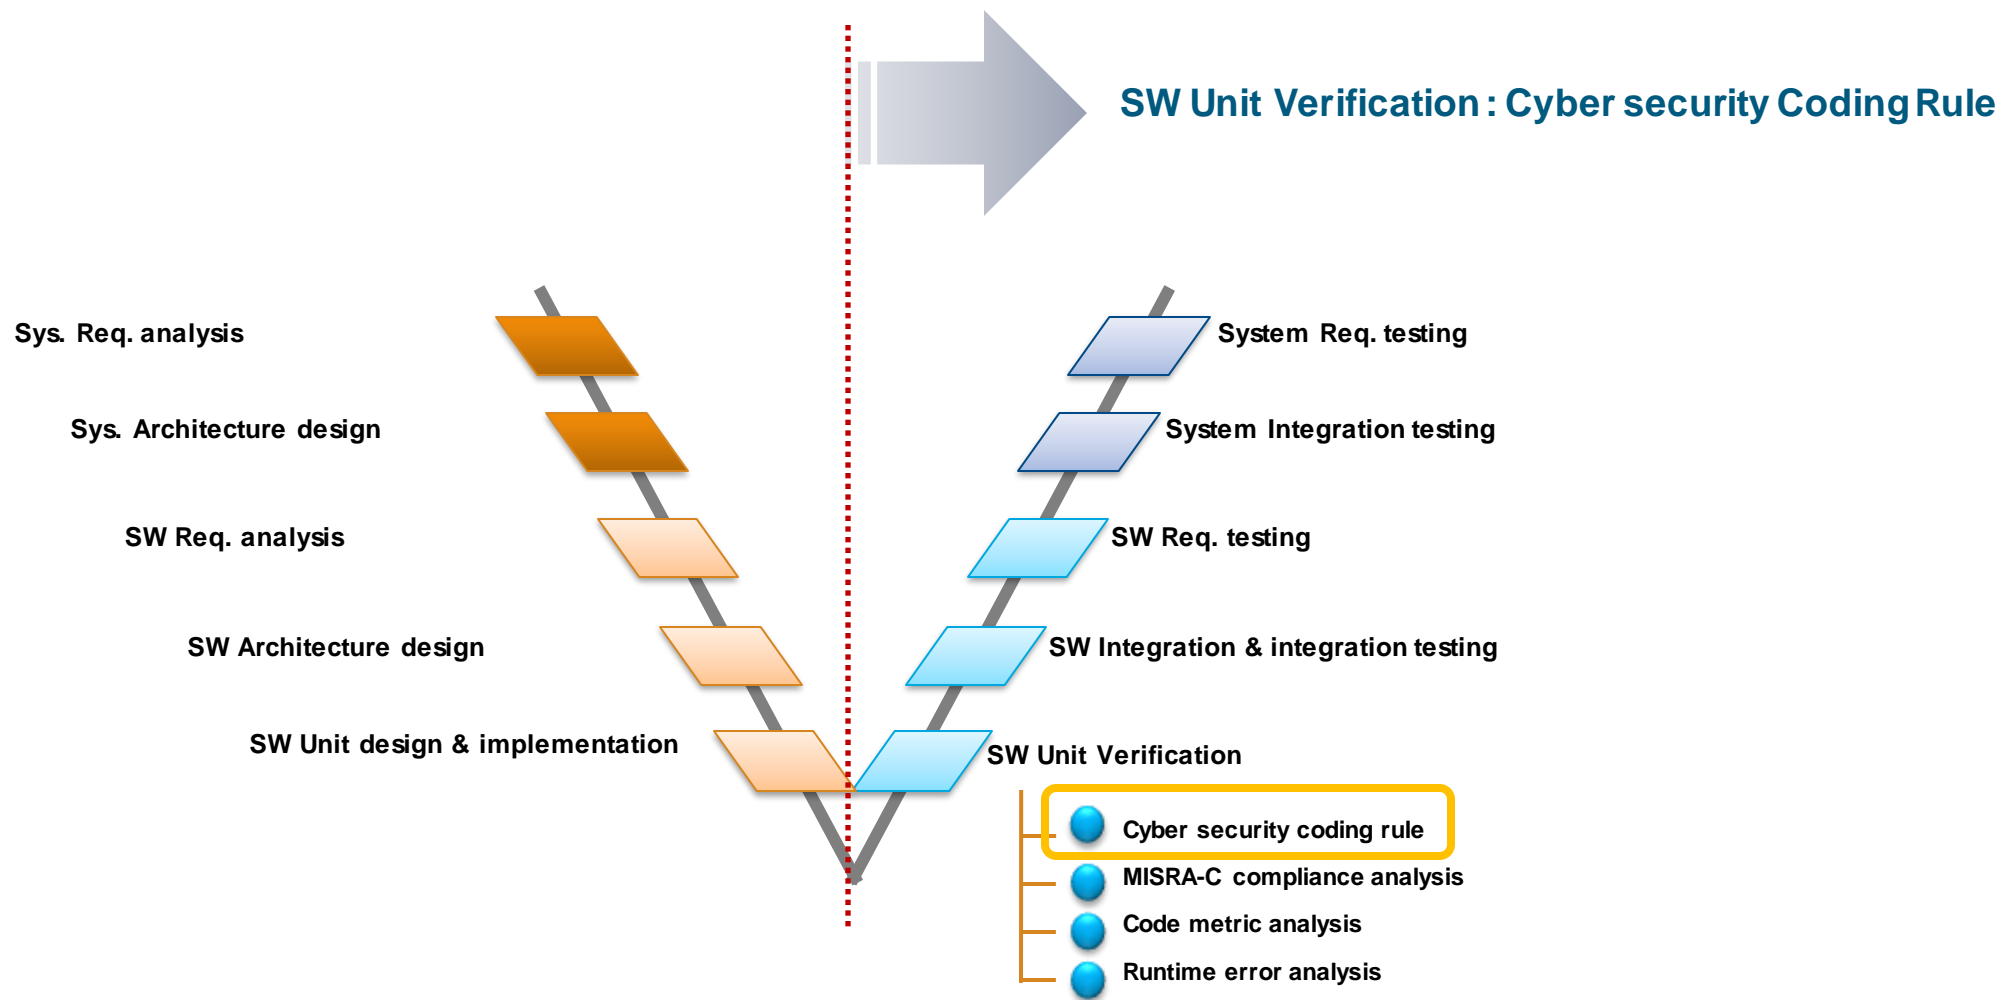 SW Unit Verification : Cyber security Coding Rule
Sys. Req. analysis
System Req. testing
Sys. Architecture design
System Integration testing
SW Req. analysis
SW Req. testing
SW Architecture design
SW Integration & integration testing
SW Unit design & implementation
SW Unit Verification
Cyber security coding rule
MISRA-C compliance analysis
Code metric analysis
Runtime error analysis